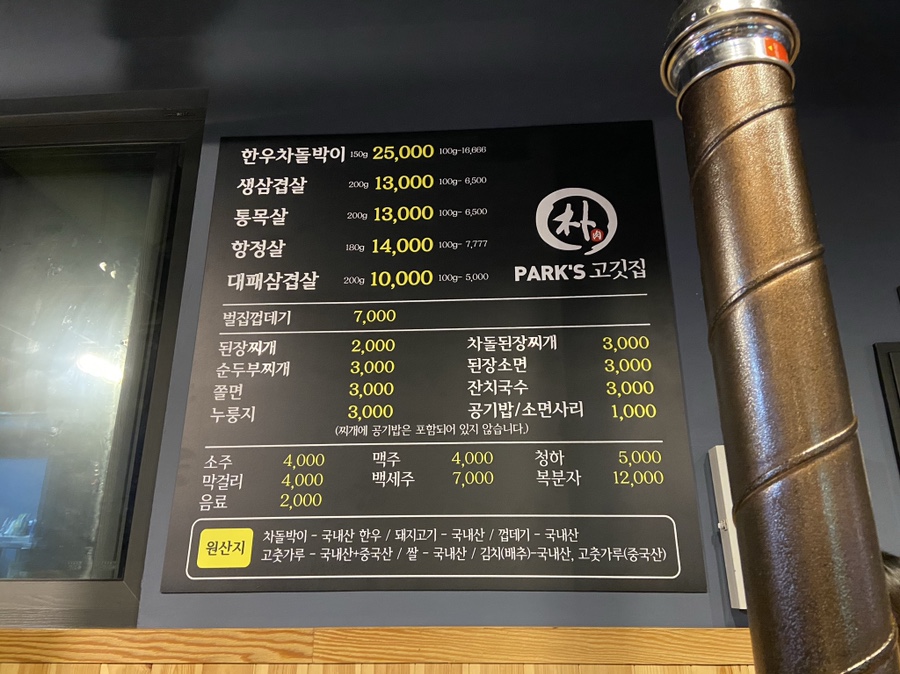 한우차돌박이 150g 25,000 100g-16,666
생삼겹살 200g 13,000 100g- 6,500
통목살 200g 13,000 100g- 6,500
항정살 180g 14,000 100g- 7,777
대패삼겹살 200g 10,000 100g- 5,000
朴
肉
PARK'S 고깃집
벌집껍데기 7,000
된장찌개 2,000 차돌된장찌개 3,000
순두부찌개 3,000 된장소면 3,000
쫄면 3,000 잔치국수 3,000
누룽지 3,000 공기밥/소면사리 1,000
(찌개에 공기밥은 포함되어 있지 않습니다.)
소주 4,000 맥주 4,000 청하 5,000
막걸리 4,000 백세주 7,000 복분자 12,000
음료 2,000
원산지
차돌박이 - 국내산 한우 / 돼지고기 - 국내산 / 껍데기 - 국내산
고춧가루 - 국내산+중국산 / 쌀 - 국내산 / 김치(배추)-국내산, 고춧가루(중국산)